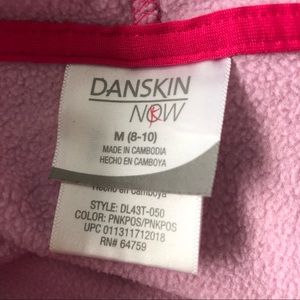 DANSKIN
NOW
M (8-10)
MADE IN CAMBODIA
HECHO EN CAMBOYA
Hecho en Camboya
STYLE: DL43T-050
COLOR: PNKPOS/PNKPOS
UPC 011311712018
RN# 64759